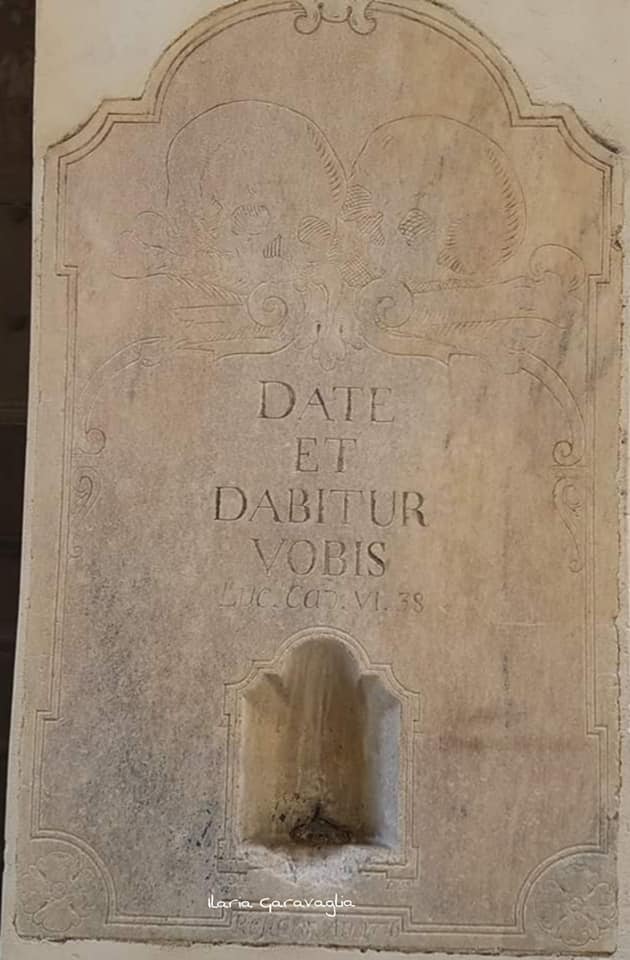 DATE
ET
DABITUR
VOBIS
Luc. Cap. VI. 38
Ilaria Garavaglia